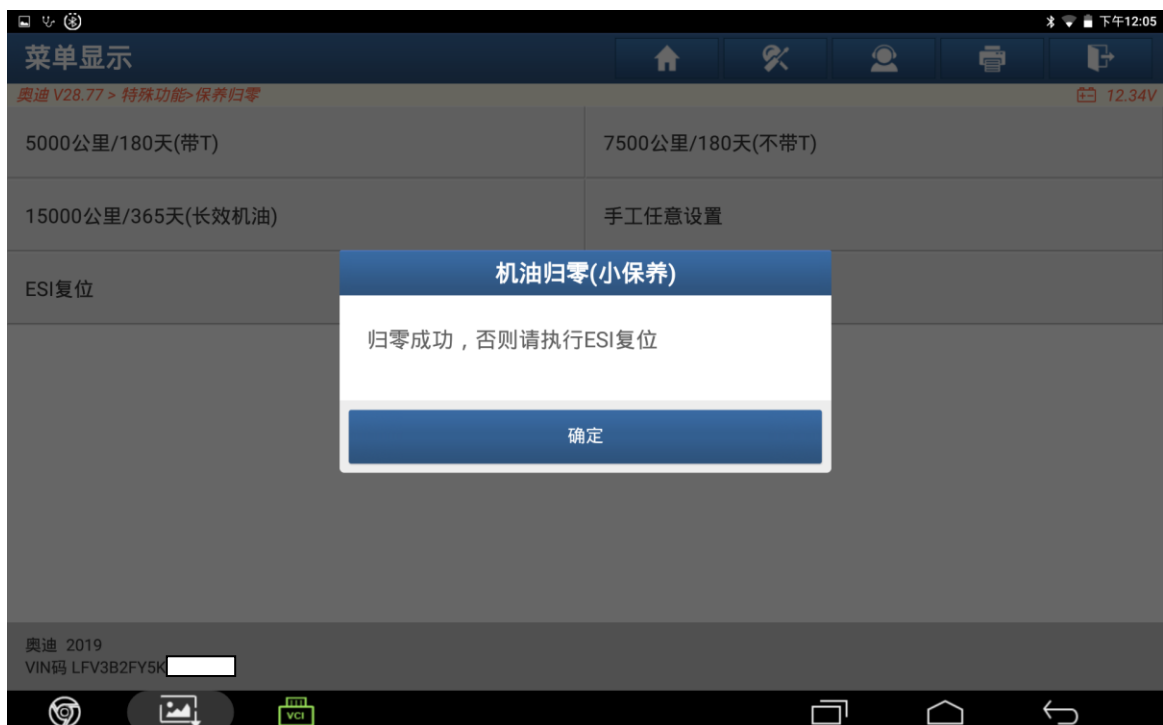 下午12:05
菜单显示
奥迪 V28.77 > 特殊功能>保养归零
12.34V
5000公里/180天(带T)
7500公里/180天(不带T)
15000公里/365天(长效机油)
手工任意设置
机油归零(小保养)
ESI复位
归零成功，否则请执行ESI复位
确定
奥迪 2019
VIN码 LFV3B2FY5K
VCI